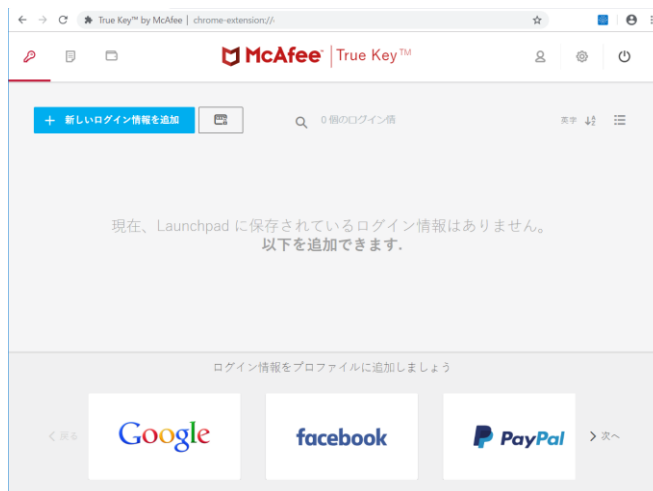 True Key™ by McAfee | chrome-extension://-
McAfee® | True Key™
+ 新しいログイン情報を追加
0 個のログイン情
英字
現在、Launchpad に保存されているログイン情報はありません。
以下を追加できます.
ログイン情報をプロファイルに追加しましょう
戻る
Google
facebook
PayPal
次へ